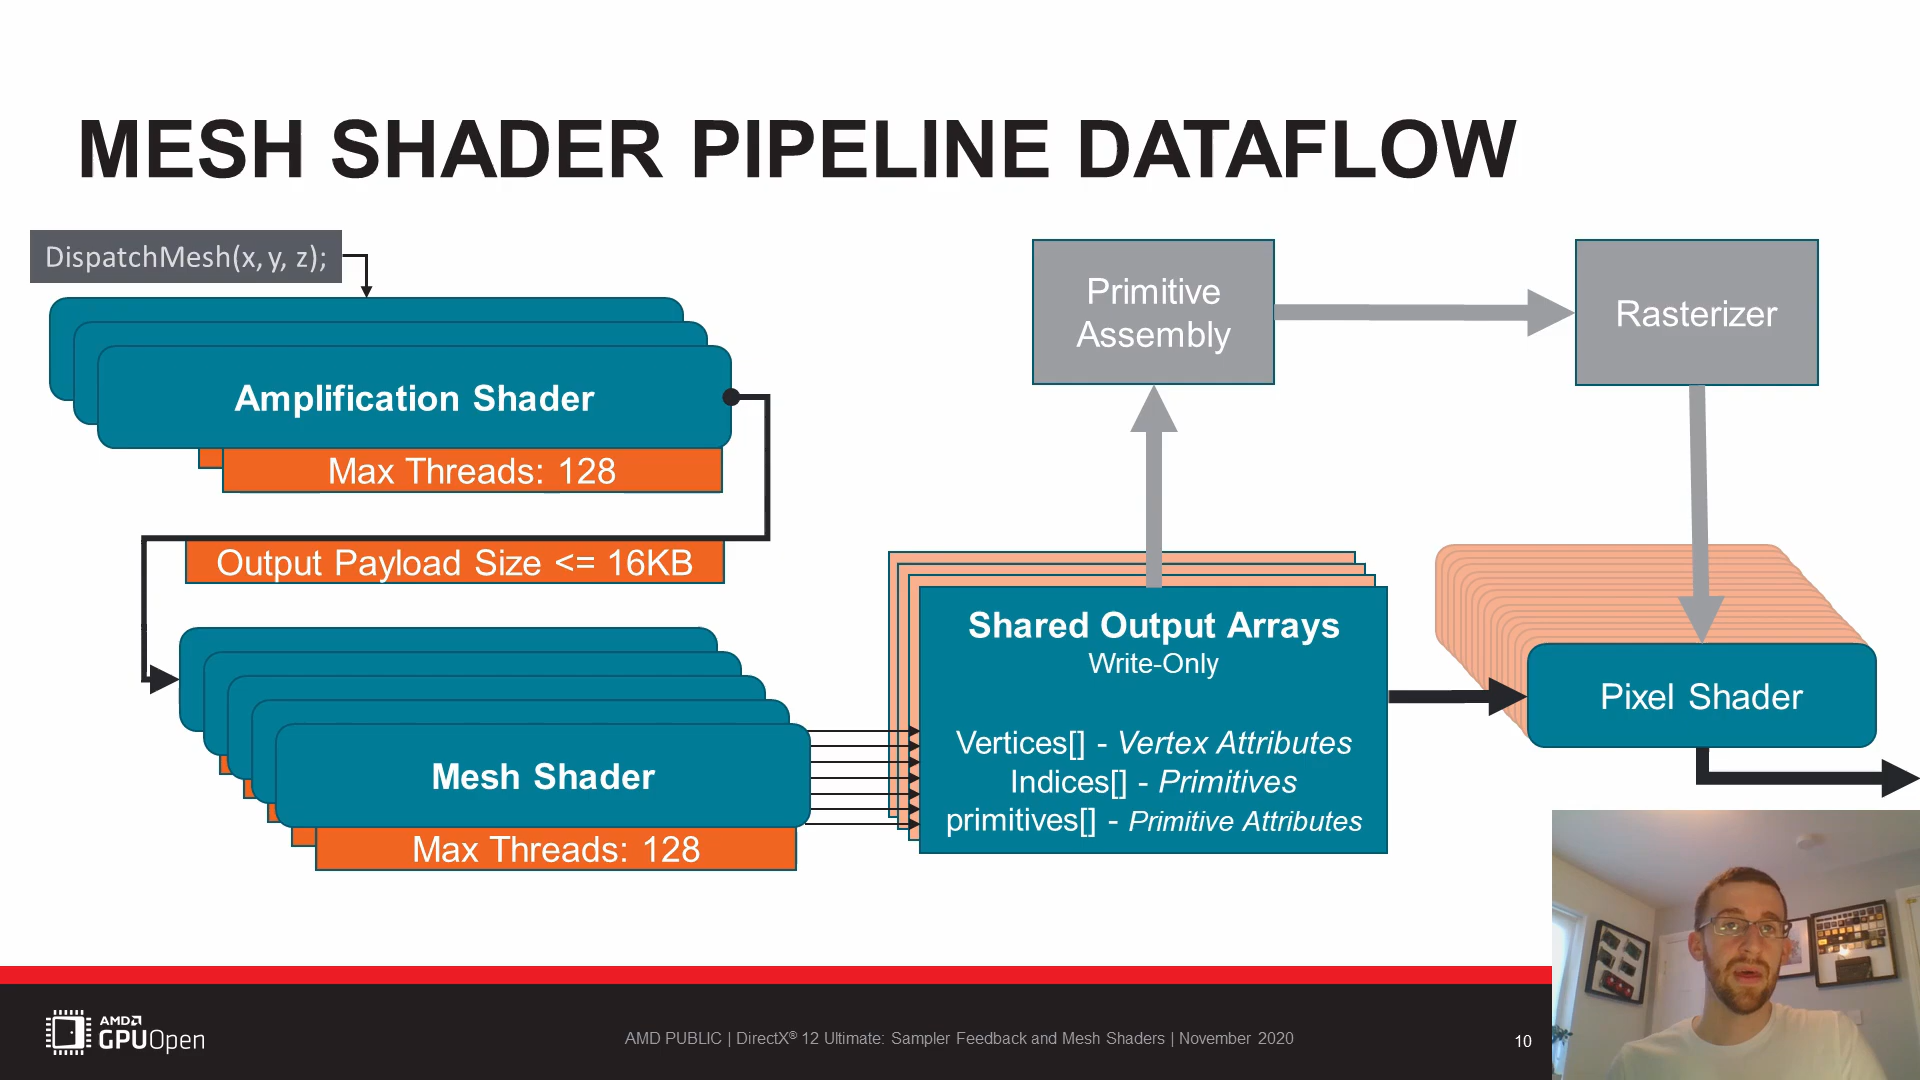 MESH SHADER PIPELINE DATAFLOW
DispatchMesh(x, y, z);
Amplification Shader
Max Threads: 128
Output Payload Size <= 16KB
Mesh Shader
Max Threads: 128
Primitive
Assembly
Rasterizer
Shared Output Arrays
Write-Only
Vertices[] - Vertex Attributes
Indices[] - Primitives
primitives[] - Primitive Attributes
Pixel Shader
AMD
GPUOpen
AMD PUBLIC | DirectX® 12 Ultimate: Sampler Feedback and Mesh Shaders | November 2020
10